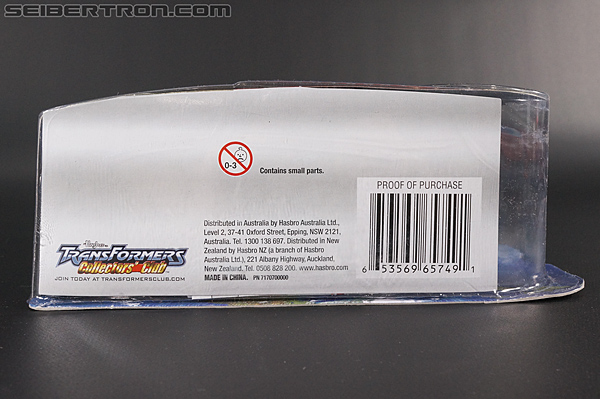 SEIBERTRON.COM
0-3
Contains small parts.
PROOF OF PURCHASE
Distributed in Australia by Hasbro Australia Ltd.,
Level 2, 37-41 Oxford Street, Epping, NSW 2121,
Australia. Tel. 1300 138 697. Distributed in New
Zealand by Hasbro NZ (a branch of Hasbro
Australia Ltd.), 221 Albany Highway, Auckland,
New Zealand. Tel. 0508 828 200. www.hasbro.com
MADE IN CHINA. PN 7170700000
6 53569 65749 1
Hasbro
TRANSFORMERS
Collectors' Club
JOIN TODAY AT TRANSFORMERSCLUB.COM